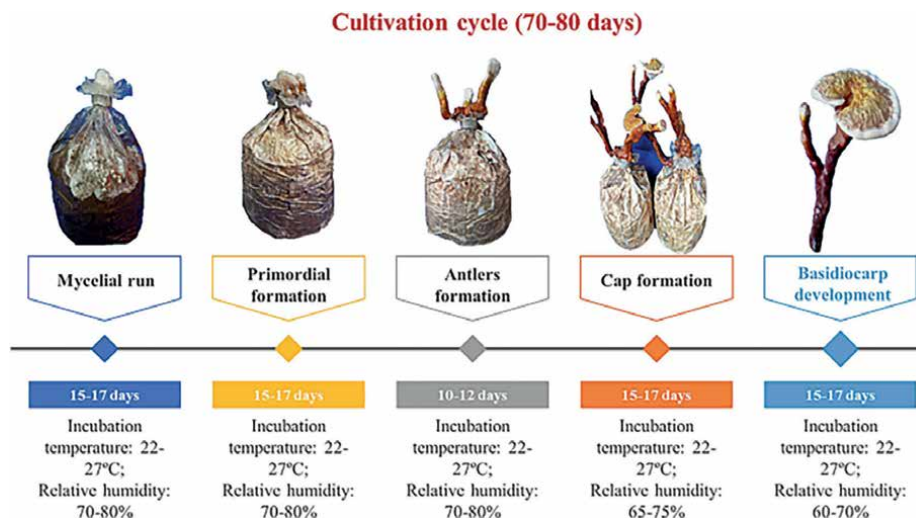 Cultivation cycle (70-80 days)
Mycelial run
Primordial
formation
Antlers
formation
Cap formation
Basidiocarp
development
15-17 days
15-17 days
10-12 days
15-17 days
15-17 days
Incubation
temperature: 22-
27ºC;
Relative humidity:
70-80%
Incubation
temperature: 22-
27ºC;
Relative humidity:
70-80%
Incubation
temperature: 22-
27ºC;
Relative humidity:
70-80%
Incubation
temperature: 22-
27ºC;
Relative humidity:
65-75%
Incubation
temperature: 22-
27ºC;
Relative humidity:
60-70%